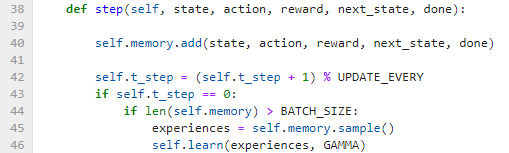 38 def step(self, state, action, reward, next_state, done):
39
40 self.memory.add(state, action, reward, next_state, done)
41
42 self.t_step = (self.t_step + 1) % UPDATE_EVERY
43 if self.t_step == 0:
44 if len(self.memory) > BATCH_SIZE:
45 experiences = self.memory.sample()
46 self.learn(experiences, GAMMA)